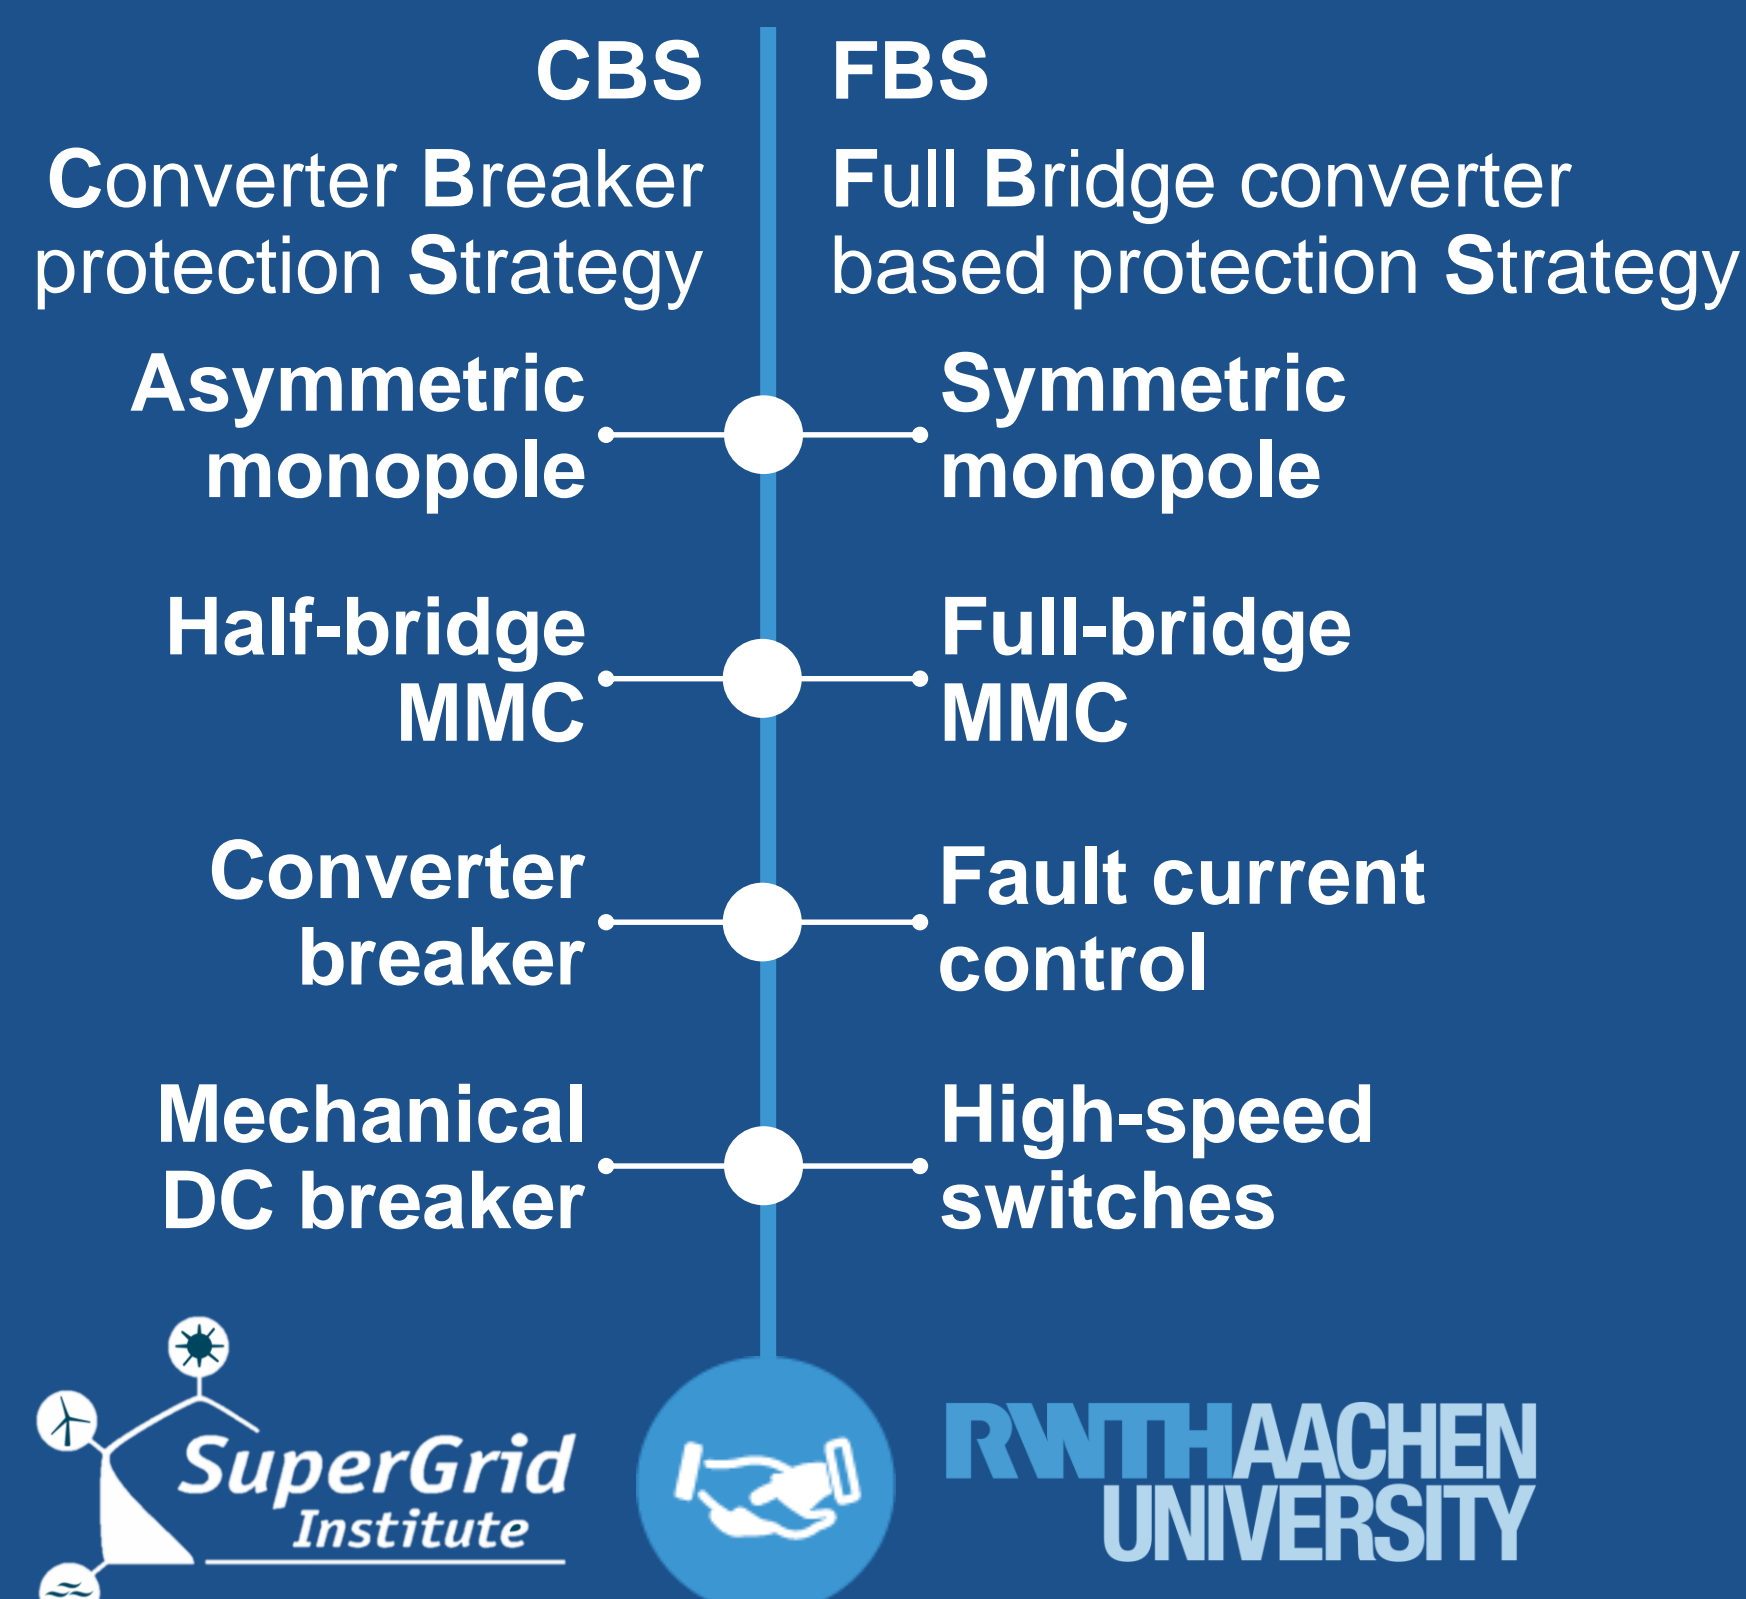 CBS
Converter Breaker
protection Strategy
FBS
Full Bridge converter
based protection Strategy
Asymmetric
monopole
Symmetric
monopole
Half-bridge
MMC
Full-bridge
MMC
Converter
breaker
Fault current
control
Mechanical
DC breaker
High-speed
switches
SuperGrid
Institute
RWTHAACHEN
UNIVERSITY